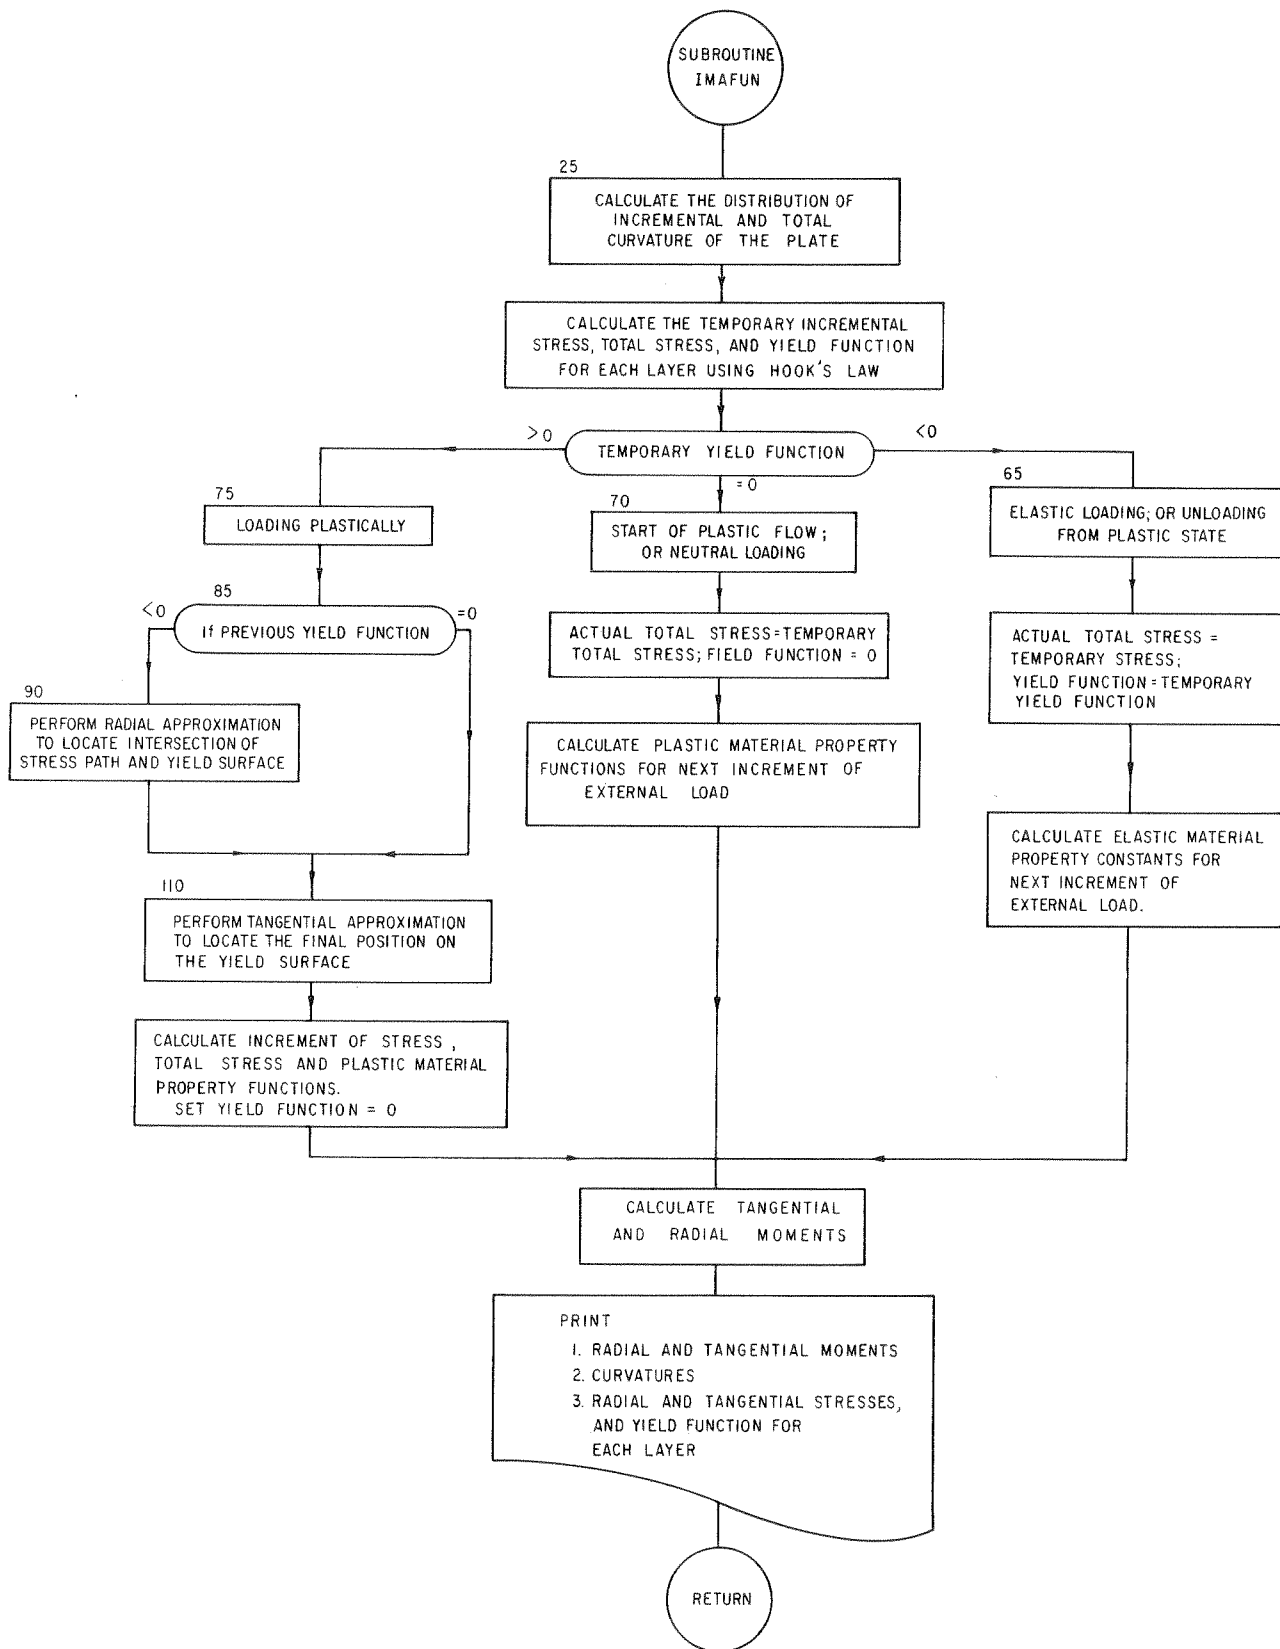 SUBROUTINE
IMAFUN
25
CALCULATE THE DISTRIBUTION OF
INCREMENTAL AND TOTAL
CURVATURE OF THE PLATE
CALCULATE THE TEMPORARY INCREMENTAL
STRESS, TOTAL STRESS, AND YIELD FUNCTION
FOR EACH LAYER USING HOOK'S LAW
>0
TEMPORARY YIELD FUNCTION
<0
=0
75
LOADING PLASTICALLY
85
<0
If PREVIOUS YIELD FUNCTION
=0
90
PERFORM RADIAL APPROXIMATION
TO LOCATE INTERSECTION OF
STRESS PATH AND YIELD SURFACE
110
PERFORM TANGENTIAL APPROXIMATION
TO LOCATE THE FINAL POSITION ON
THE YIELD SURFACE
CALCULATE INCREMENT OF STRESS,
TOTAL STRESS AND PLASTIC MATERIAL
PROPERTY FUNCTIONS.
SET YIELD FUNCTION = 0
70
START OF PLASTIC FLOW;
OR NEUTRAL LOADING
ACTUAL TOTAL STRESS=TEMPORARY
TOTAL STRESS; FIELD FUNCTION = 0
CALCULATE PLASTIC MATERIAL PROPERTY
FUNCTIONS FOR NEXT INCREMENT OF
EXTERNAL LOAD
65
ELASTIC LOADING; OR UNLOADING
FROM PLASTIC STATE
ACTUAL TOTAL STRESS =
TEMPORARY STRESS;
YIELD FUNCTION=TEMPORARY
YIELD FUNCTION
CALCULATE ELASTIC MATERIAL
PROPERTY CONSTANTS FOR
NEXT INCREMENT OF
EXTERNAL LOAD.
CALCULATE TANGENTIAL
AND RADIAL MOMENTS
PRINT
1. RADIAL AND TANGENTIAL MOMENTS
2. CURVATURES
3. RADIAL AND TANGENTIAL STRESSES,
AND YIELD FUNCTION FOR
EACH LAYER
RETURN